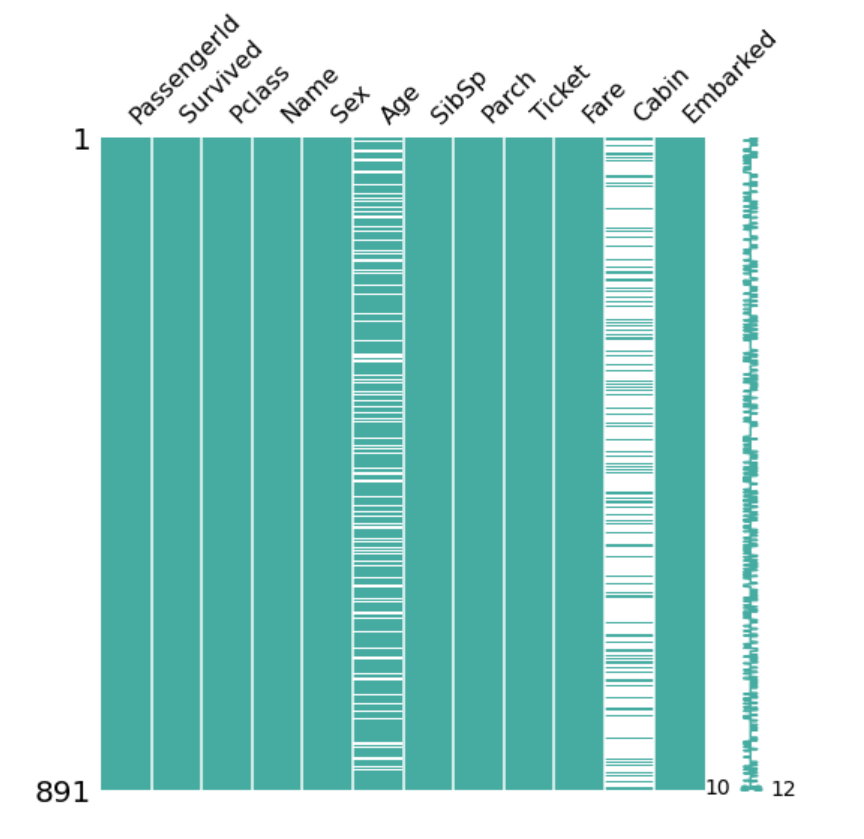 PassengerId
Survived
Pclass
Name
Sex
Age
SibSp
Parch
Ticket
Fare
Cabin
Embarked
1
891
10
12